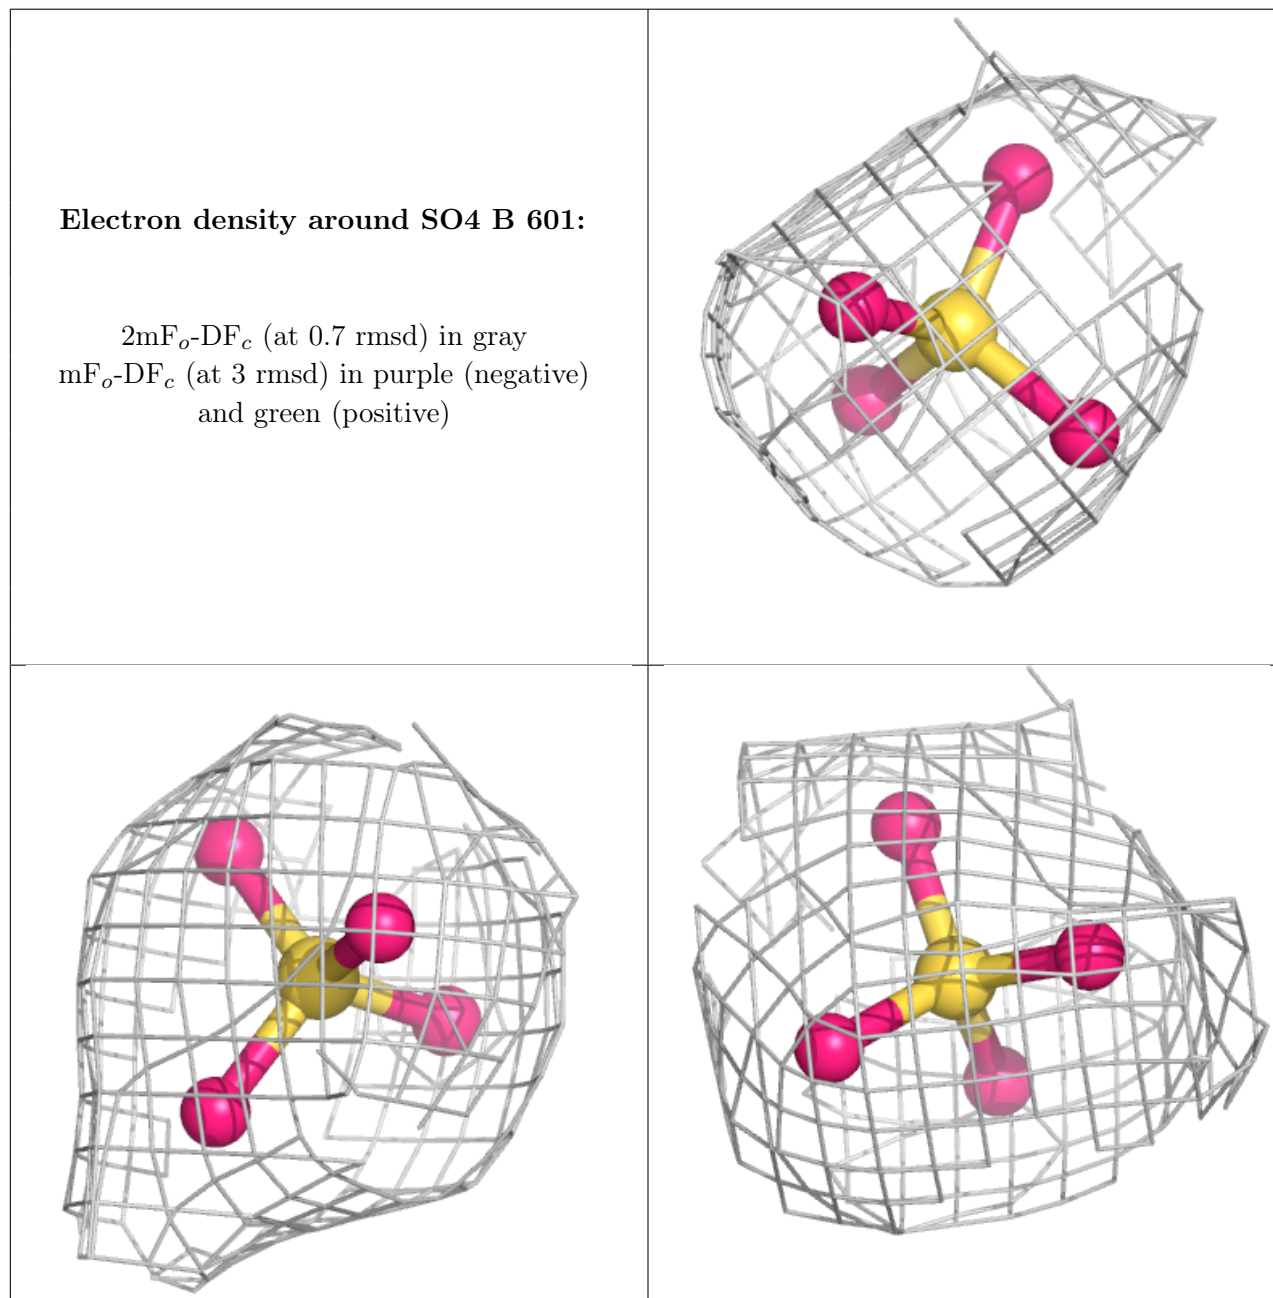 Electron density around SO4 B 601:
2mFₒ-DF𝒸 (at 0.7 rmsd) in gray
mFₒ-DF𝒸 (at 3 rmsd) in purple (negative)
and green (positive)